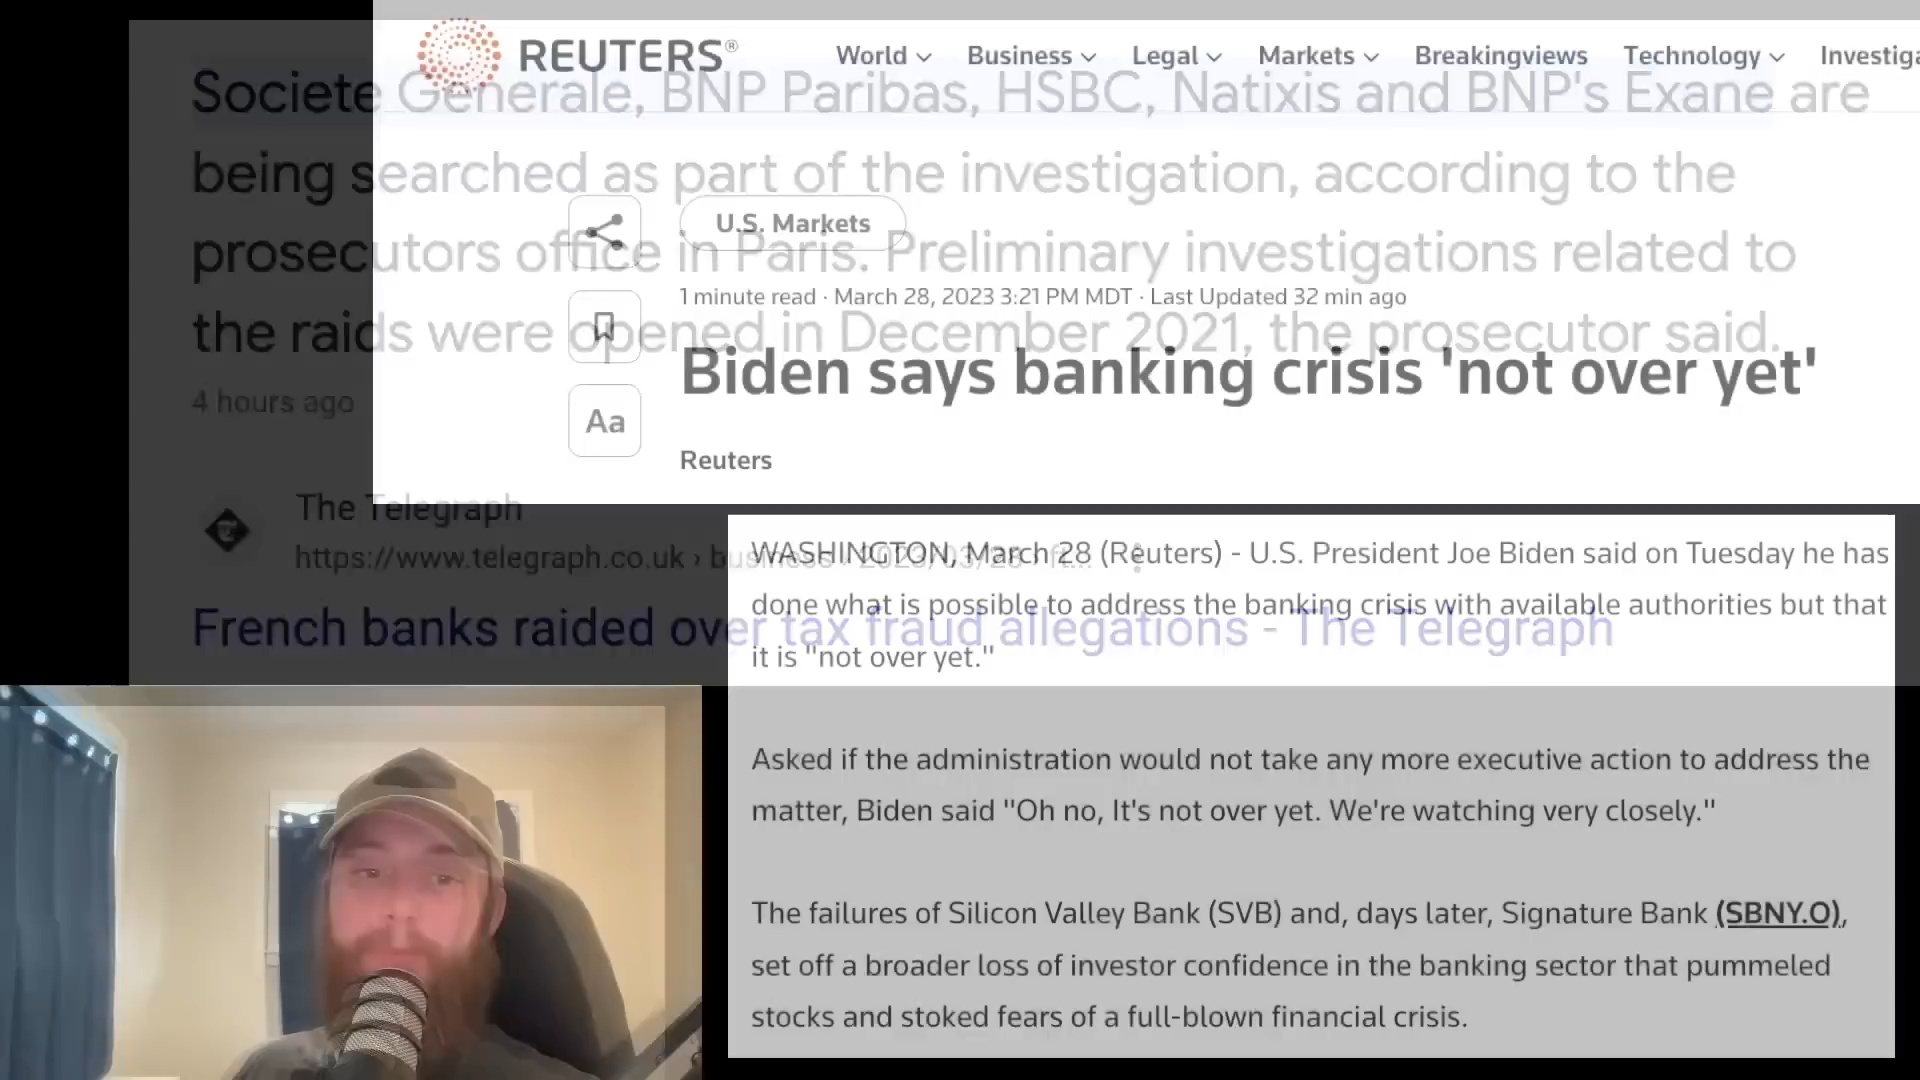 REUTERS®
World
Business
Legal
Markets
Breakingviews
Technology
Investiga
Societe Generale, BNP Paribas, HSBC, Natixis and BNP's Exane are
being searched as part of the investigation, according to the
prosecutors office in Paris. Preliminary investigations related to
the raids were opened in December 2021, the prosecutor said.
4 hours ago
U.S. Markets
1 minute read · March 28, 2023 3:21 PM MDT · Last Updated 32 min ago
Biden says banking crisis 'not over yet'
Aa
Reuters
The Telegraph
https://www.telegraph.co.uk › business › 2023/03/28 › ft...
French banks raided over tax fraud allegations - The Telegraph
WASHINGTON, March 28 (Reuters) - U.S. President Joe Biden said on Tuesday he has
done what is possible to address the banking crisis with available authorities but that
it is "not over yet."
Asked if the administration would not take any more executive action to address the
matter, Biden said "Oh no, It's not over yet. We're watching very closely."
The failures of Silicon Valley Bank (SVB) and, days later, Signature Bank (SBNY.O),
set off a broader loss of investor confidence in the banking sector that pummeled
stocks and stoked fears of a full-blown financial crisis.